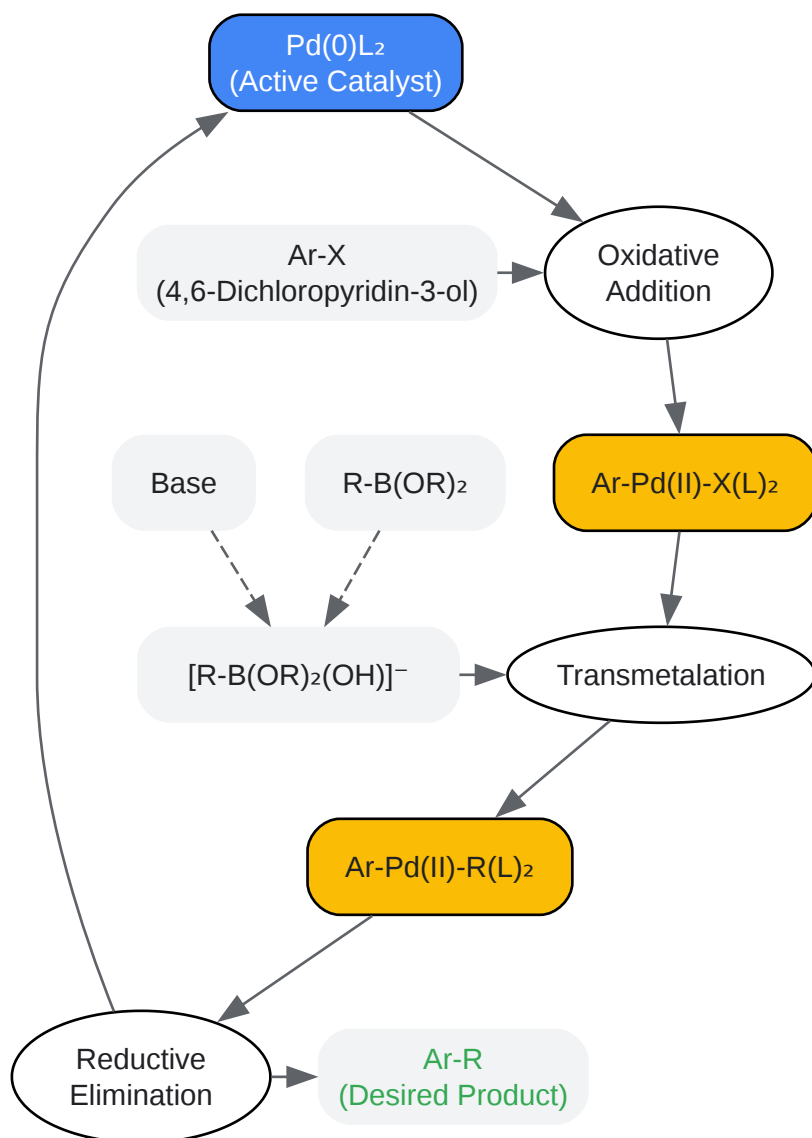 Pd(0)L₂
(Active Catalyst)
Ar-X
(4,6-Dichloropyridin-3-ol)
Oxidative
Addition
Base
R-B(OR)₂
Ar-Pd(II)-X(L)₂
[R-B(OR)₂(OH)]⁻
Transmetalation
Ar-Pd(II)-R(L)₂
Reductive
Elimination
Ar-R
(Desired Product)